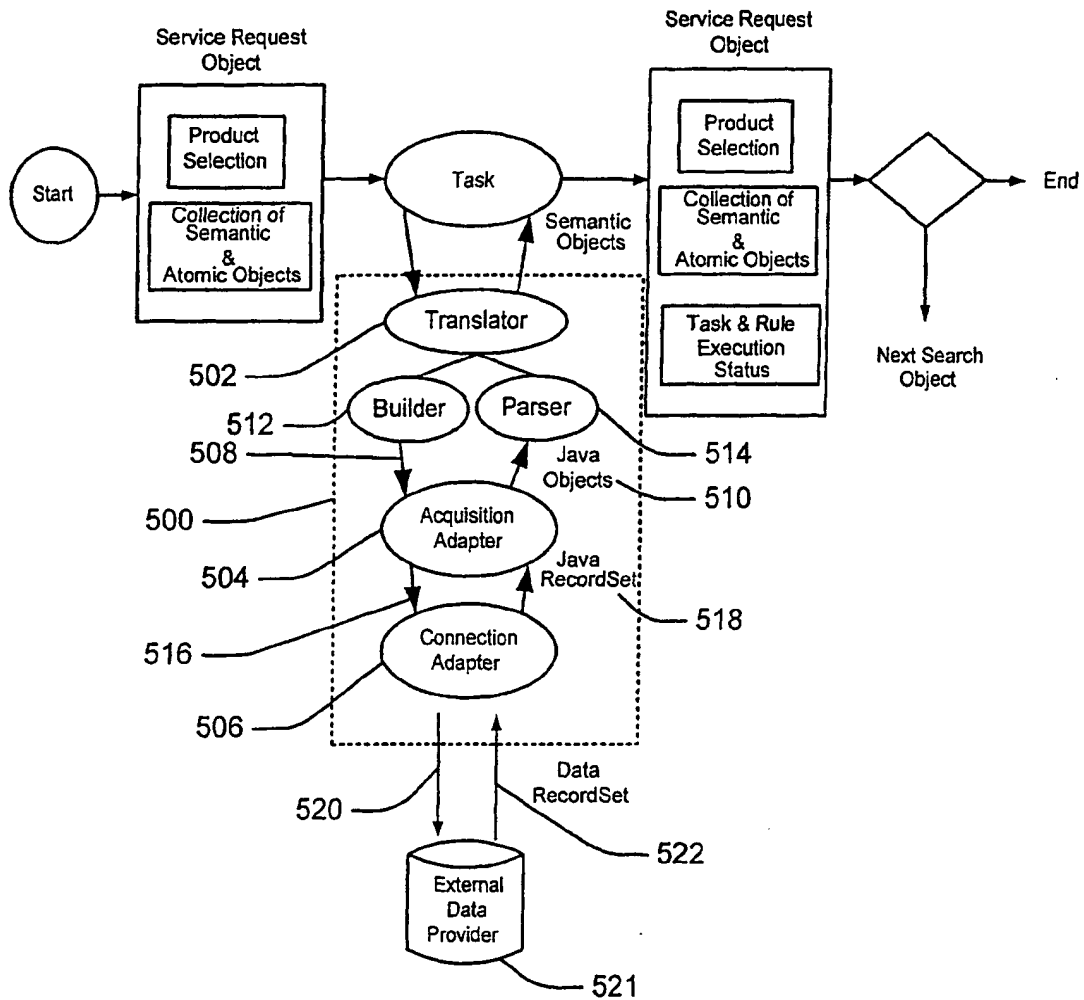 Service Request
Object
Service Request
Object
Start
Product
Selection
Collection of
Semantic
&
Atomic Objects
Task
Semantic
Objects
Product
Selection
Collection of
Semantic
&
Atomic Objects
Task & Rule
Execution
Status
End
Next Search
Object
Translator
502
Builder
Parser
512
514
508
Java
Objects
510
500
Acquisition
Adapter
504
Java
RecordSet
518
516
Connection
Adapter
506
520
Data
RecordSet
522
External
Data
Provider
521